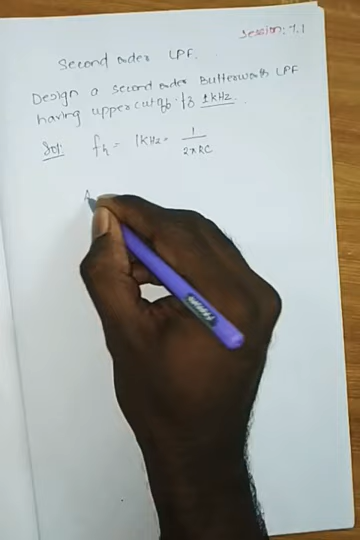 session: 7.1
Second order LPF.
Design a second order Butterworth LPF
having upper cutoff fr 1kHz.
Sol: fh = 1kHz = 1/2πRC
A